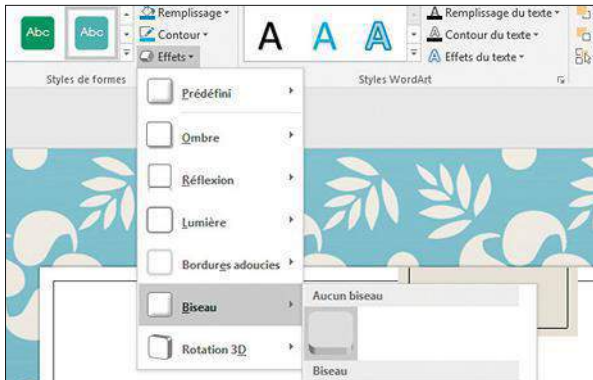 Abc Abc
Remplissage
Contour
Effets
A A A
Remplissage du texte
Contour du texte
Effets du texte
Styles de formes
Styles WordArt
Prédéfini
Ombre
Réflexion
Lumière
Bordures adoucies
Biseau
Rotation 3D
Aucun biseau
Biseau